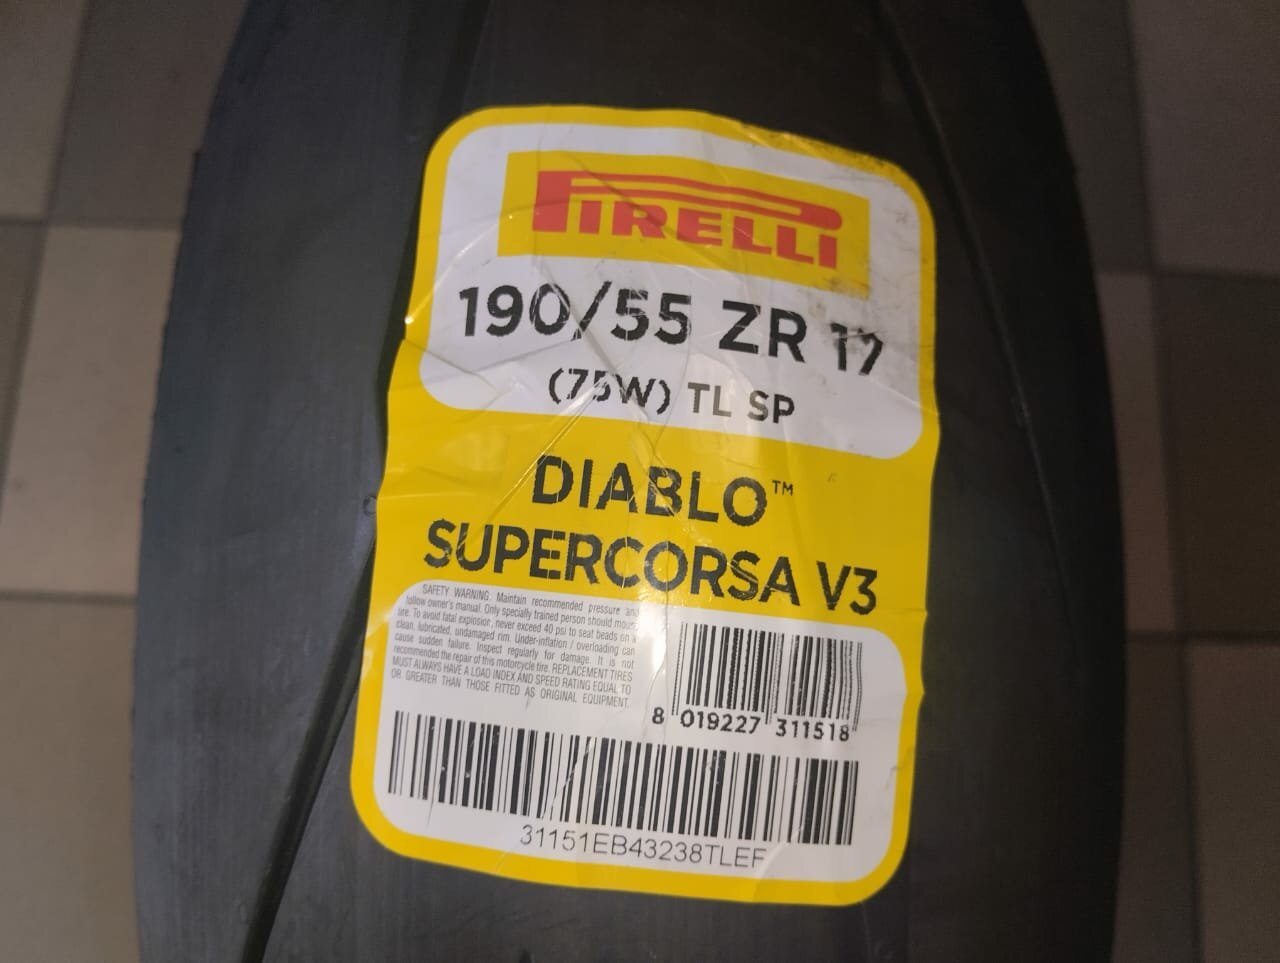 PIRELLI
190/55 ZR 17
(75W) TL SP
DIABLO™
SUPERCORSA V3
SAFETY WARNING. Maintain recommended pressure and
follow owner's manual. Only specially trained person should mount
tire. To avoid fatal explosion, never exceed 40 psi to seat beads on a
clean, lubricated, undamaged rim. Under-inflation / overloading can
cause sudden failure. Inspect regularly for damage. It is not
recommended the repair of this motorcycle tire. REPLACEMENT TIRES
MUST ALWAYS HAVE A LOAD INDEX AND SPEED RATING EQUAL TO
OR GREATER THAN THOSE FITTED AS ORIGINAL EQUIPMENT.
8 019227 311518
31151EB43238TLEF